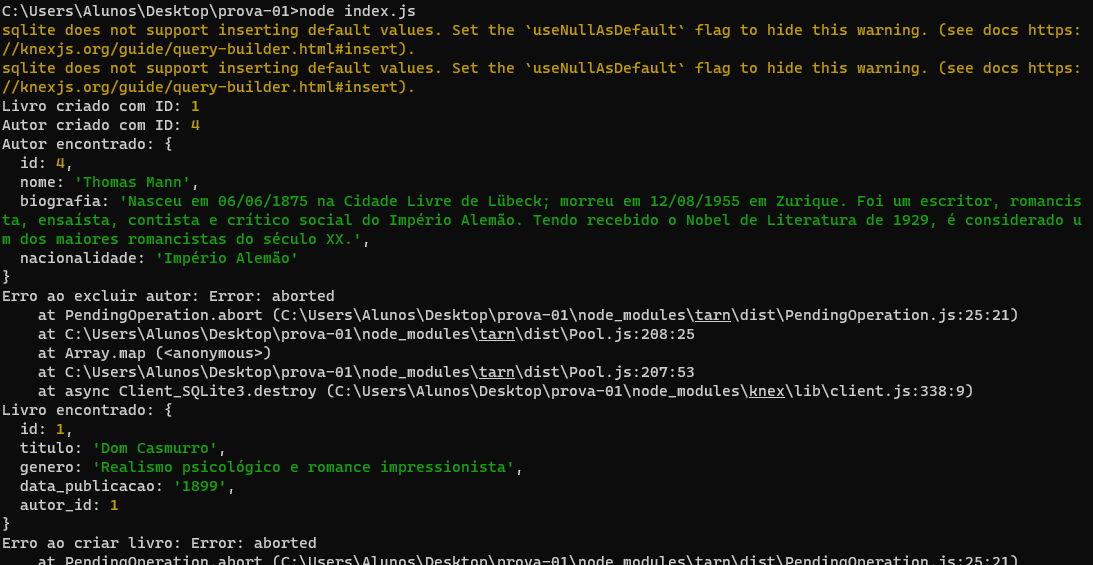 C:\Users\Alunos\Desktop\prova-01>node index.js
sqlite does not support inserting default values. Set the `useNullAsDefault` flag to hide this warning. (see docs https:
//knexjs.org/guide/query-builder.html#insert).
sqlite does not support inserting default values. Set the `useNullAsDefault` flag to hide this warning. (see docs https:
//knexjs.org/guide/query-builder.html#insert).
Livro criado com ID: 1
Autor criado com ID: 4
Autor encontrado: {
  id: 4,
  nome: 'Thomas Mann',
  biografia: 'Nasceu em 06/06/1875 na Cidade Livre de Lübeck; morreu em 12/08/1955 em Zurique. Foi um escritor, romancis
ta, ensaísta, contista e crítico social do Império Alemão. Tendo recebido o Nobel de Literatura de 1929, é considerado u
m dos maiores romancistas do século XX.',
  nacionalidade: 'Império Alemão'
}
Erro ao excluir autor: Error: aborted
    at PendingOperation.abort (C:\Users\Alunos\Desktop\prova-01\node_modules\tarn\dist\PendingOperation.js:25:21)
    at C:\Users\Alunos\Desktop\prova-01\node_modules\tarn\dist\Pool.js:208:25
    at Array.map (<anonymous>)
    at C:\Users\Alunos\Desktop\prova-01\node_modules\tarn\dist\Pool.js:207:53
    at async Client_SQLite3.destroy (C:\Users\Alunos\Desktop\prova-01\node_modules\knex\lib\client.js:338:9)
Livro encontrado: {
  id: 1,
  titulo: 'Dom Casmurro',
  genero: 'Realismo psicológico e romance impressionista',
  data_publicacao: '1899',
  autor_id: 1
}
Erro ao criar livro: Error: aborted
    at PendingOperation.abort (C:\Users\Alunos\Desktop\prova-01\node_modules\tarn\dist\PendingOperation.js:25:21)